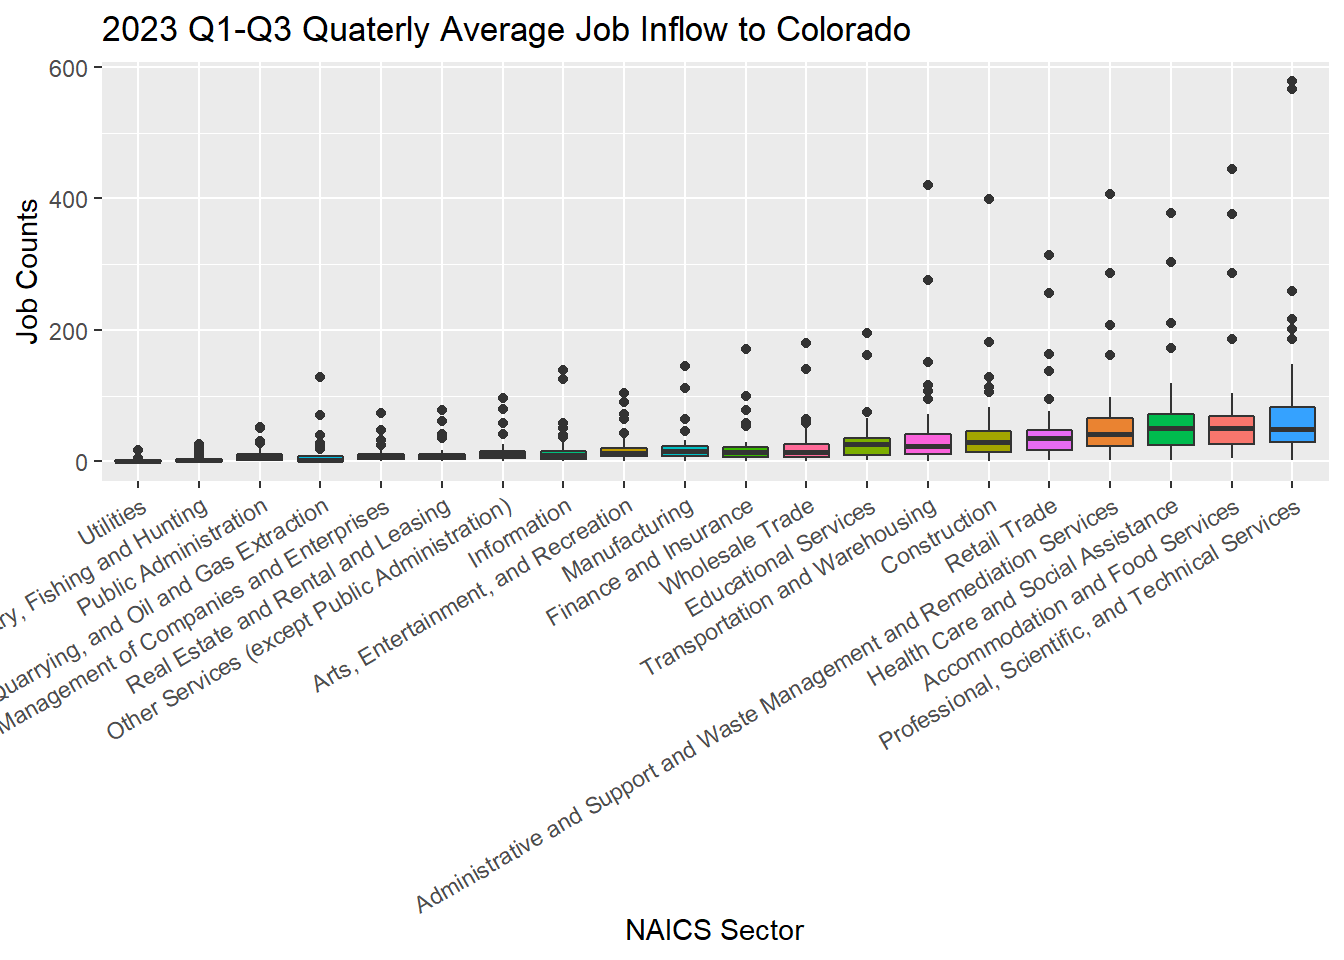 2023 Q1-Q3 Quaterly Average Job Inflow to Colorado
Job Counts
600
400
200
0
Utilities
Fishing and Hunting
Public Administration
Quarrying, and Oil and Gas Extraction
Management of Companies and Enterprises
Real Estate and Rental and Leasing
Other Services (except Public Administration)
Information
Arts, Entertainment, and Recreation
Manufacturing
Finance and Insurance
Wholesale Trade
Educational Services
Transportation and Warehousing
Construction
Retail Trade
Administrative and Support and Waste Management and Remediation Services
Health Care and Social Assistance
Accommodation and Food Services
Professional, Scientific, and Technical Services
NAICS Sector